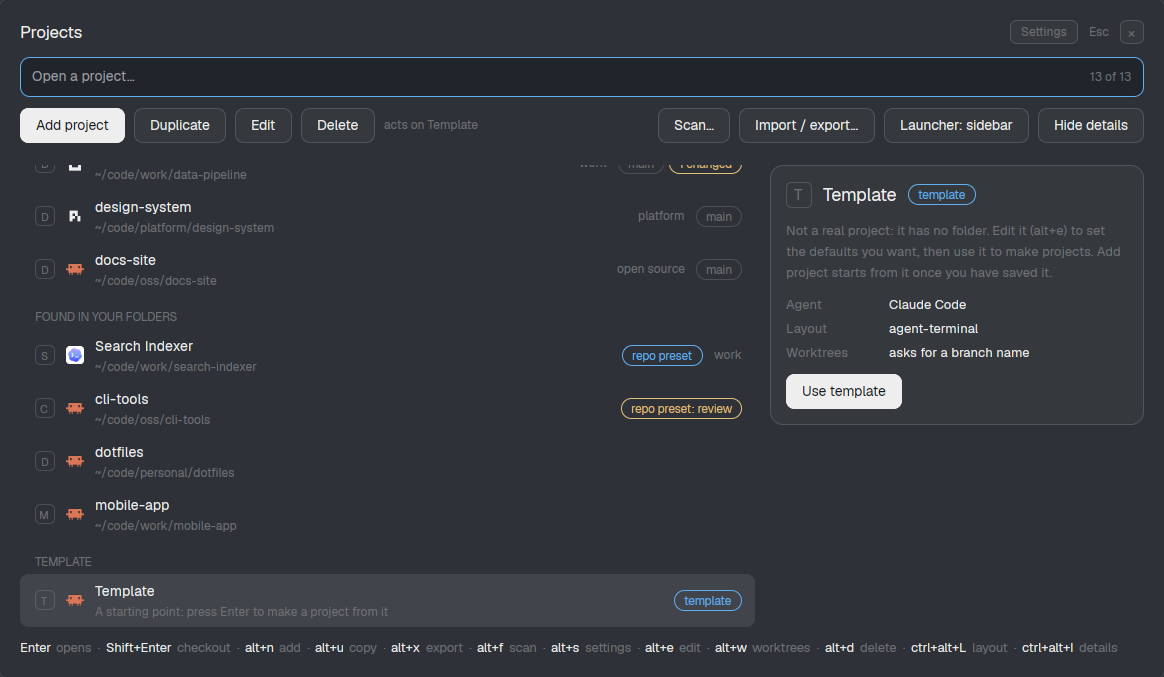 Projects
Settings Esc ×
Open a project… 13 of 13
Add project Duplicate Edit Delete acts on Template Scan… Import / export… Launcher: sidebar Hide details
D work main 1 changed
~/code/work/data-pipeline
D design-system platform main
~/code/platform/design-system
D docs-site open source main
~/code/oss/docs-site
FOUND IN YOUR FOLDERS
S Search Indexer repo preset work
~/code/work/search-indexer
C cli-tools repo preset: review
~/code/oss/cli-tools
D dotfiles
~/code/personal/dotfiles
M mobile-app
~/code/work/mobile-app
TEMPLATE
T Template template
A starting point: press Enter to make a project from it
T Template template
Not a real project: it has no folder. Edit it (alt+e) to set
the defaults you want, then use it to make projects. Add
project starts from it once you have saved it.
Agent Claude Code
Layout agent-terminal
Worktrees asks for a branch name
Use template
Enter opens · Shift+Enter checkout · alt+n add · alt+u copy · alt+x export · alt+f scan · alt+s settings · alt+e edit · alt+w worktrees · alt+d delete · ctrl+alt+L layout · ctrl+alt+I details